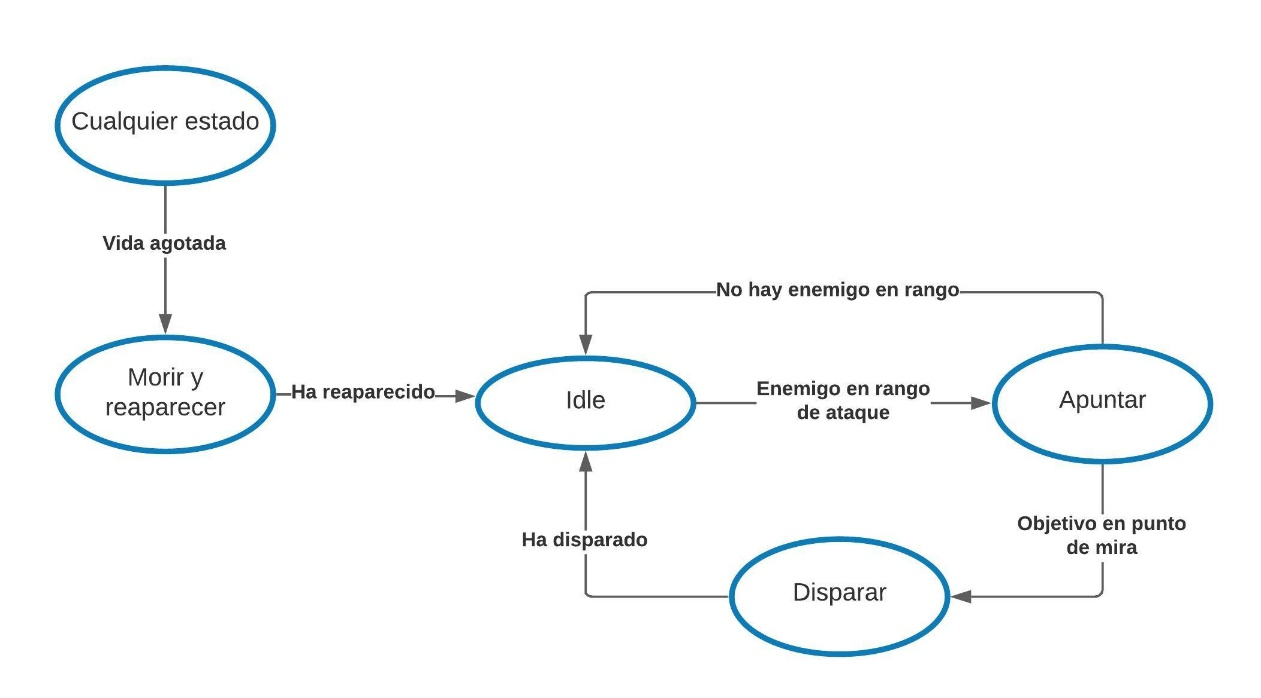 Cualquier estado
Vida agotada
No hay enemigo en rango
Morir y
reaparecer
Ha reaparecido
Idle
Enemigo en rango
de ataque
Apuntar
Objetivo en punto
de mira
Ha disparado
Disparar